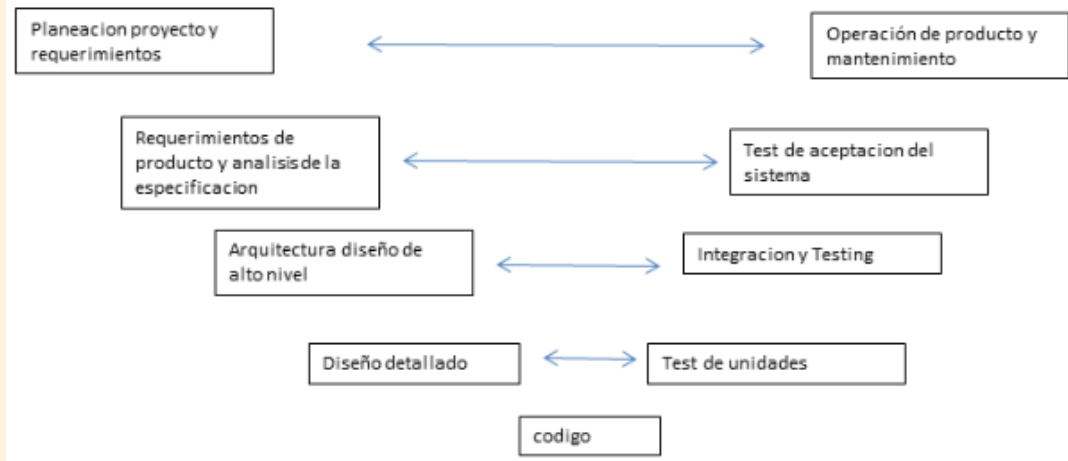 Planeacion proyecto y
requerimientos
Operación de producto y
mantenimiento
Requerimientos de
producto y analisis de la
especificacion
Test de aceptacion del
sistema
Arquitectura diseño de
alto nivel
Integracion y Testing
Diseño detallado
Test de unidades
codigo